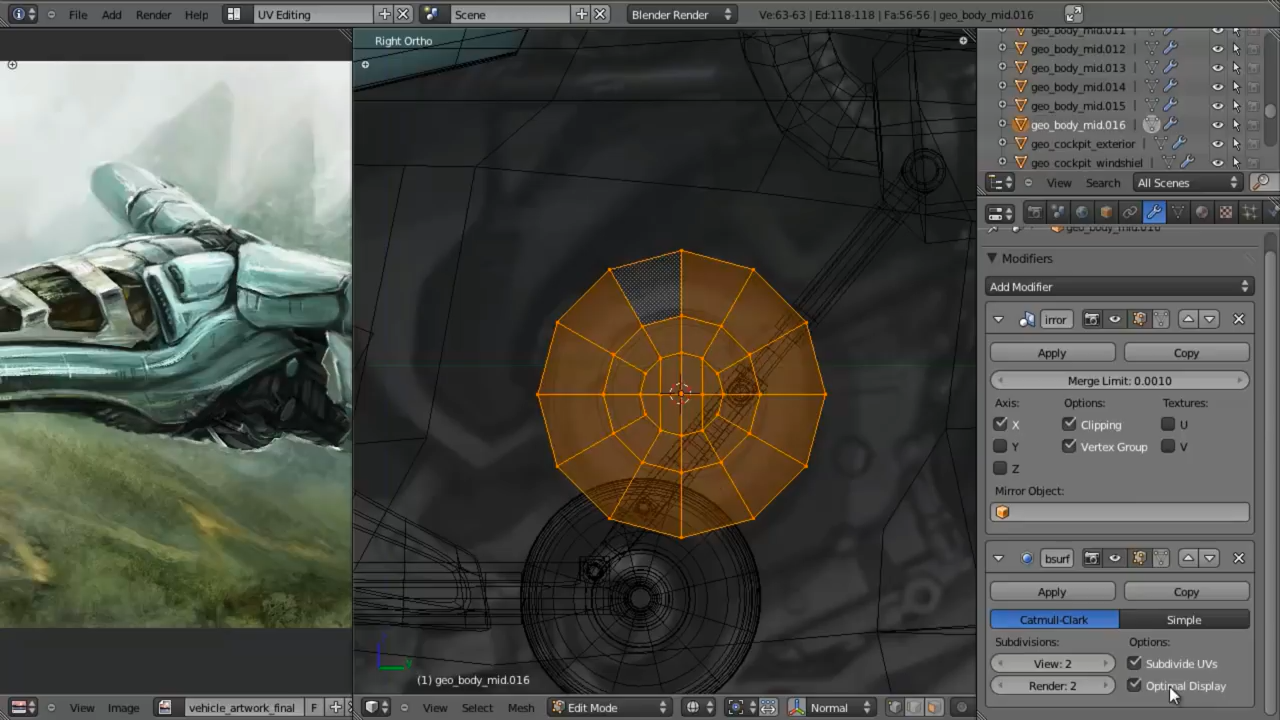 File Add Render Help UV Editing Scene Blender Render Ve:63-63 | Ed:118-118 | Fa:56-56 | geo_body_mid.016
Right Ortho
geo_body_mid.011
geo_body_mid.012
geo_body_mid.013
geo_body_mid.014
geo_body_mid.015
geo_body_mid.016
geo_cockpit_exterior
geo_cockpit_windshiel
View Search All Scenes
geo_body_mid.016
Modifiers
Add Modifier
irror
Apply Copy
Merge Limit: 0.0010
Axis: Options: Textures:
X Clipping U
Y Vertex Group V
Z
Mirror Object:
bsurf
Apply Copy
Catmull-Clark Simple
Subdivisions: Options:
View: 2 Subdivide UVs
Render: 2 Optimal Display
(1) geo_body_mid.016
View Image vehicle_artwork_final F View Select Mesh Edit Mode Normal